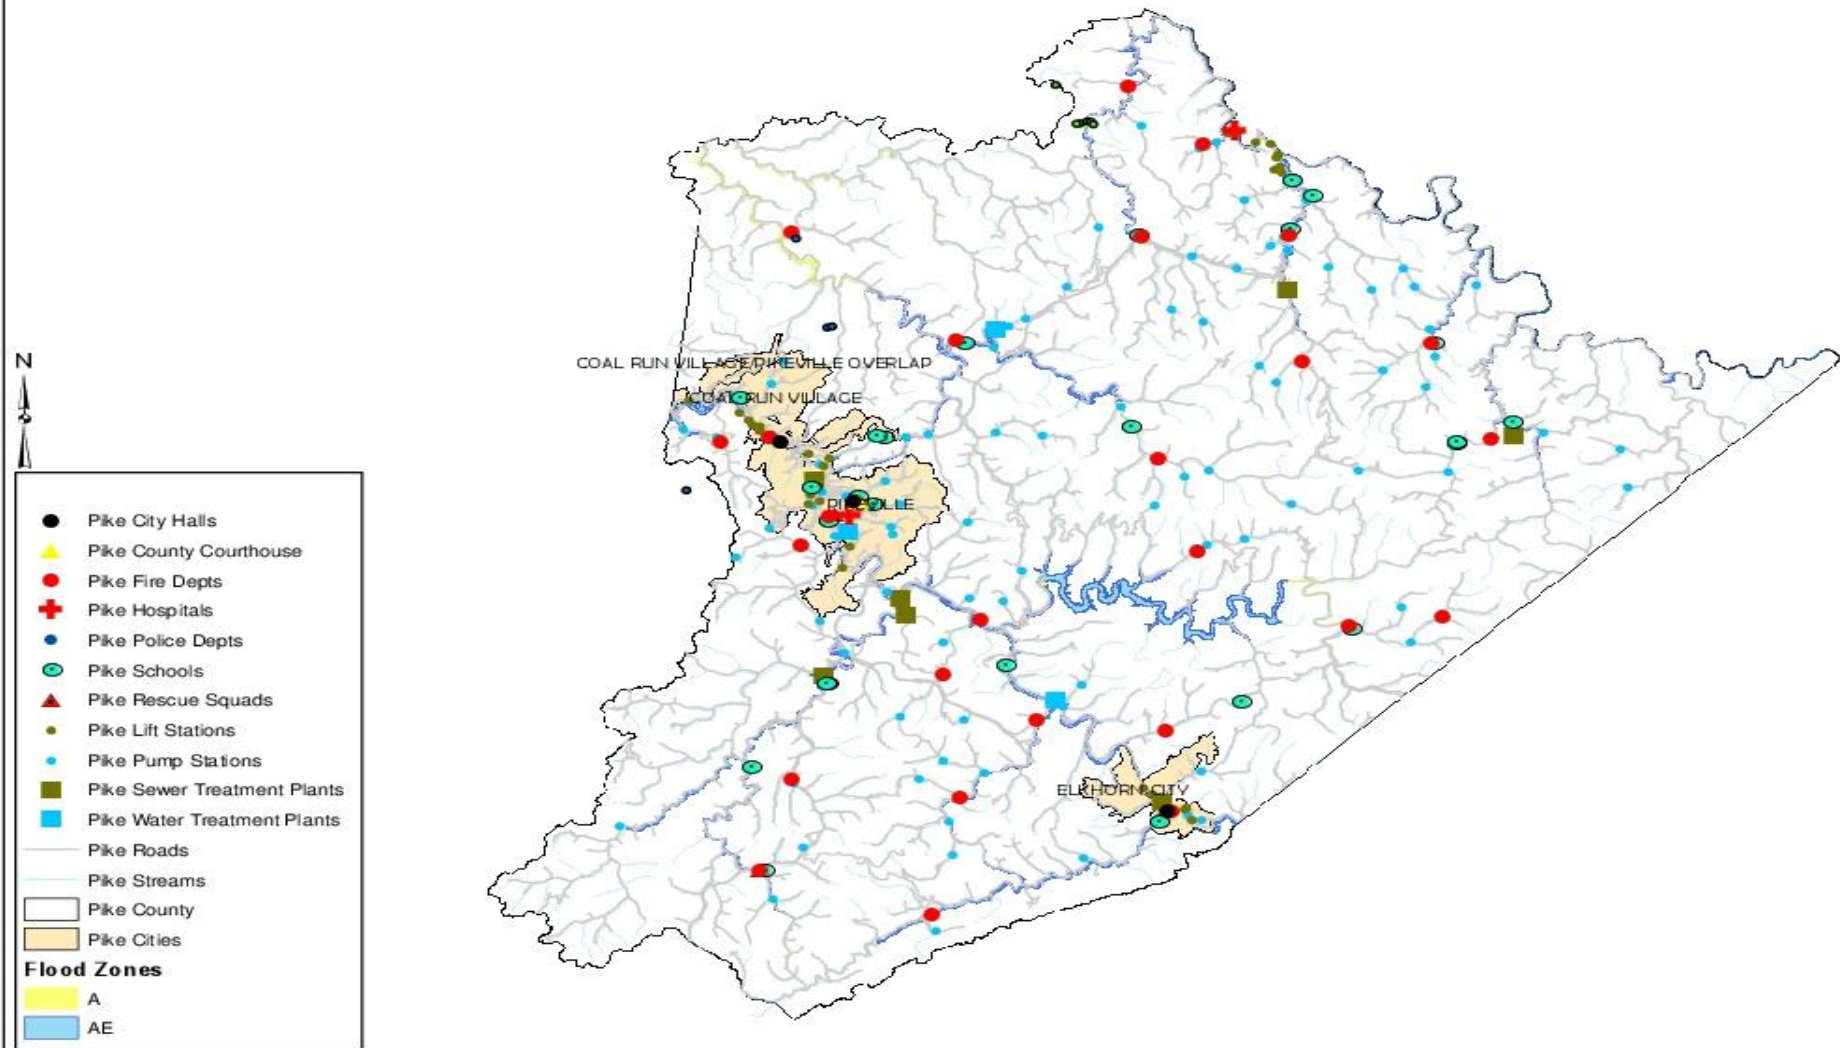 COAL RUN VILLAGE/PIKEVILLE OVERLAP
COAL RUN VILLAGE
PIKEVILLE
ELKHORN CITY
N
Pike City Halls
Pike County Courthouse
Pike Fire Depts
Pike Hospitals
Pike Police Depts
Pike Schools
Pike Rescue Squads
Pike Lift Stations
Pike Pump Stations
Pike Sewer Treatment Plants
Pike Water Treatment Plants
Pike Roads
Pike Streams
Pike County
Pike Cities
Flood Zones
A
AE